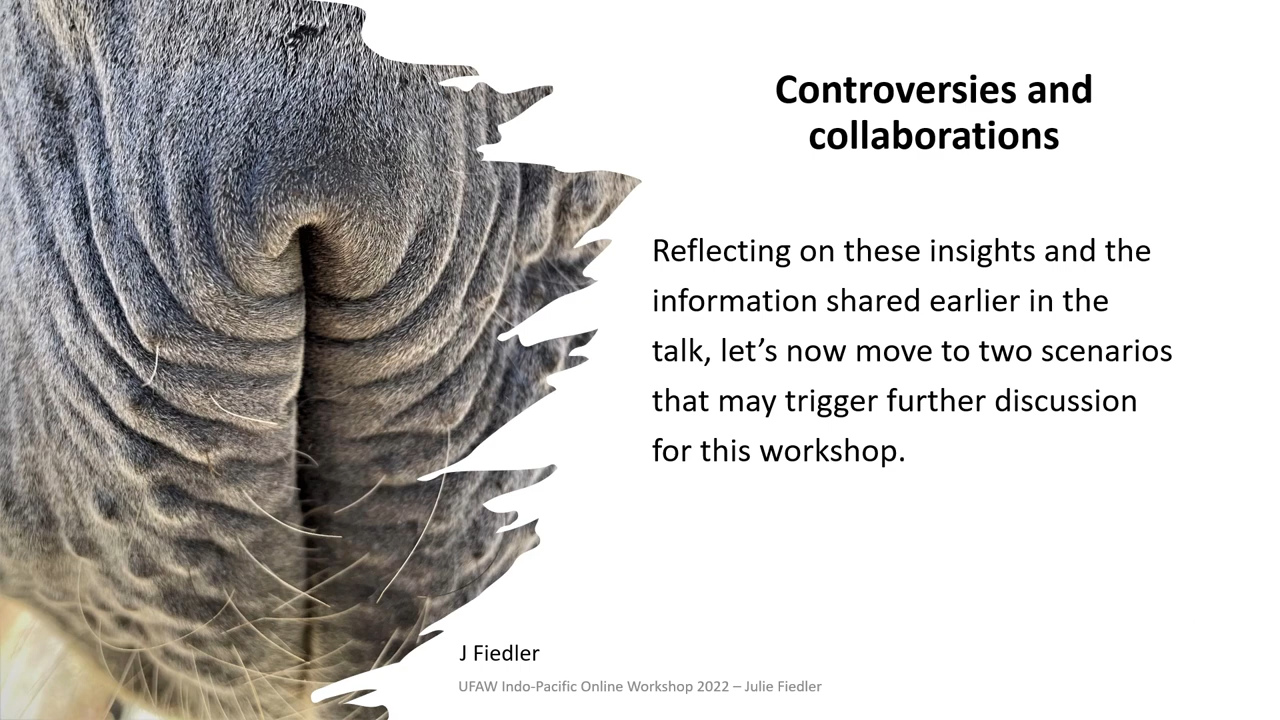 Controversies and
collaborations
Reflecting on these insights and the
information shared earlier in the
talk, let’s now move to two scenarios
that may trigger further discussion
for this workshop.
J Fiedler
UFAW Indo-Pacific Online Workshop 2022 – Julie Fiedler